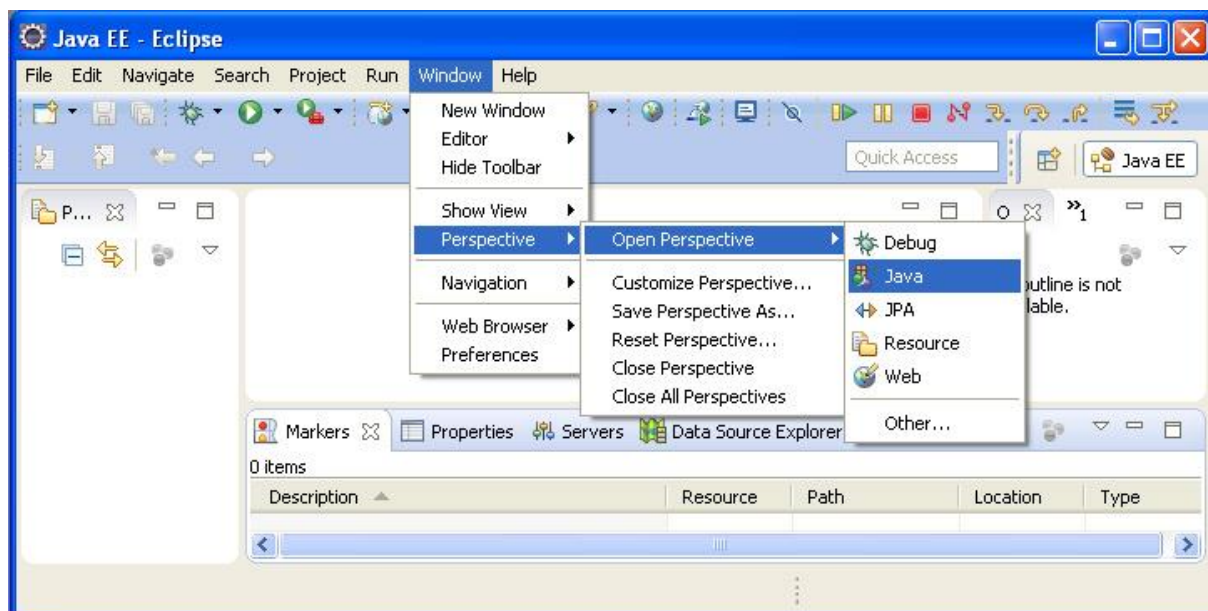 Java EE - Eclipse
File Edit Navigate Search Project Run Window Help
New Window
Editor
Hide Toolbar
Show View
Perspective
Navigation
Web Browser
Preferences
Open Perspective
Customize Perspective...
Save Perspective As...
Reset Perspective...
Close Perspective
Close All Perspectives
Debug
Java
JPA
Resource
Web
Other...
Quick Access
Java EE
P...
O
»1
utline is not
lable.
Markers Properties Servers Data Source Explorer
0 items
Description Resource Path Location Type